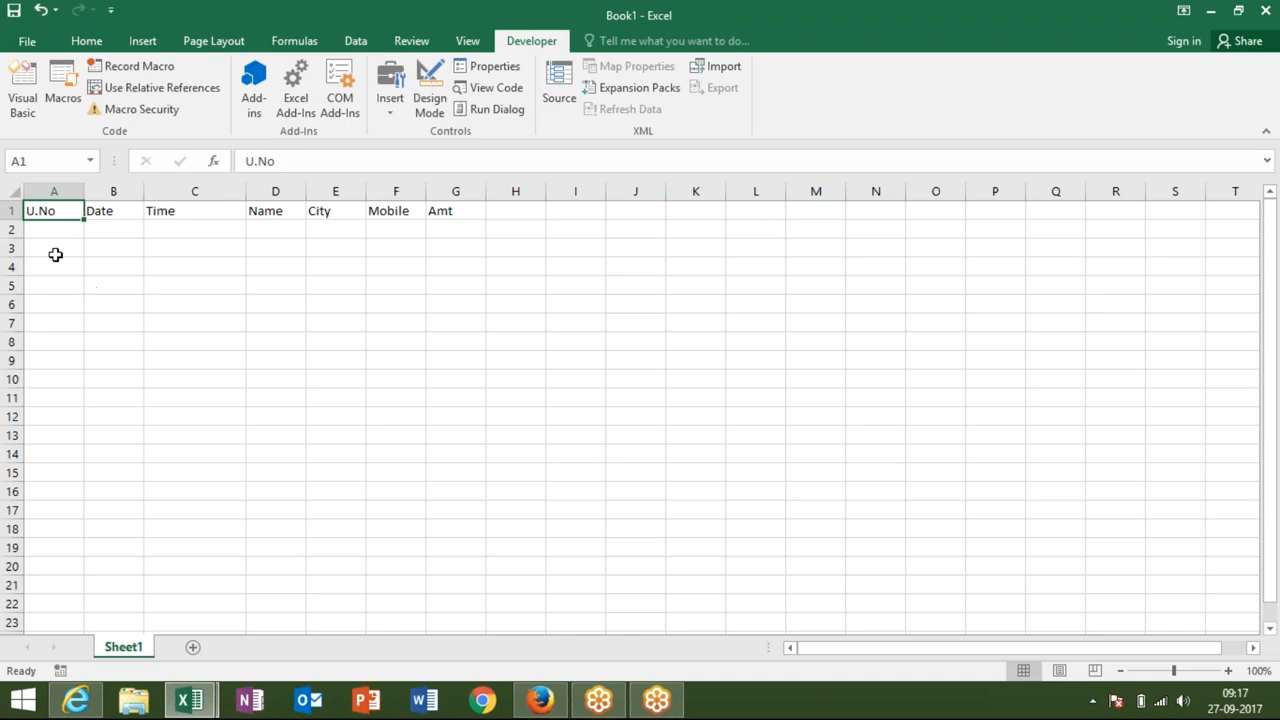 Book1 - Excel
File Home Insert Page Layout Formulas Data Review View Developer Tell me what you want to do... Sign in Share
Visual Basic
Macros
Record Macro
Use Relative References
Macro Security
Code
Add-ins
Excel Add-Ins
COM Add-Ins
Add-Ins
Insert
Design Mode
Properties
View Code
Run Dialog
Controls
Source
Map Properties
Expansion Packs
Refresh Data
Import
Export
XML
A1 fx U.No
A B C D E F G H I J K L M N O P Q R S T
1 U.No Date Time Name City Mobile Amt
2
3
4
5
6
7
8
9
10
11
12
13
14
15
16
17
18
19
20
21
22
23
Sheet1
Ready 100%
09:17
27-09-2017